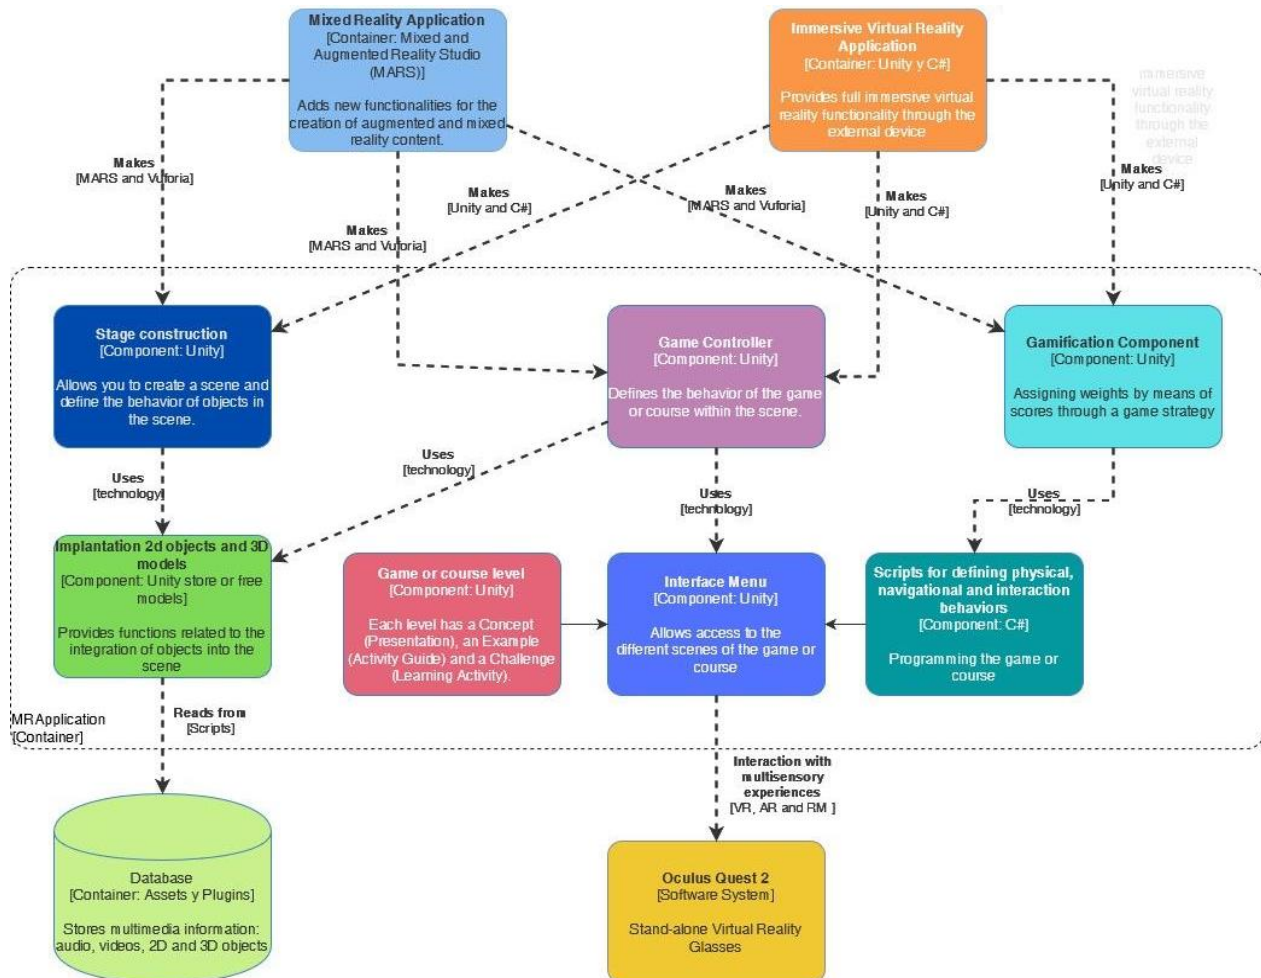 Mixed Reality Application
[Container: Mixed and
Augmented Reality Studio
(MARS)]
Adds new functionalities for the
creation of augmented and mixed
reality content.
Immersive Virtual Reality
Application
[Container: Unity y C#]
Provides full immersive virtual
reality functionality through the
external device
immersive
virtual reality
functionality
through the
external
device
Makes
[MARS and Vuforia]
Makes
[Unity and C#]
Makes
[MARS and Vuforia]
Makes
[Unity and C#]
Makes
[Unity and C#]
Makes
[MARS and Vuforia]
Stage construction
[Component: Unity]
Allows you to create a scene and
define the behavior of objects in
the scene.
Game Controller
[Component: Unity]
Defines the behavior of the game
or course within the scene.
Gamification Component
[Component: Unity]
Assigning weights by means of
scores through a game strategy
Uses
[technology]
Uses
[technology]
Uses
[technology]
Uses
[technology]
Implantation 2d objects and 3D
models
[Component: Unity store or free
models]
Provides functions related to the
integration of objects into the
scene
Game or course level
[Component: Unity]
Each level has a Concept
(Presentation), an Example
(Activity Guide) and a Challenge
(Learning Activity).
Interface Menu
[Component: Unity]
Allows access to the
different scenes of the game or
course
Scripts for defining physical,
navigational and interaction
behaviors
[Component: C#]
Programming the game or
course
MR Application
[Container]
Reads from
[Scripts]
Interaction with
multisensory
experiences
[VR, AR and RM ]
Database
[Container: Assets y Plugins]
Stores multimedia information:
audio, videos, 2D and 3D objects
Oculus Quest 2
[Software System]
Stand-alone Virtual Reality
Glasses